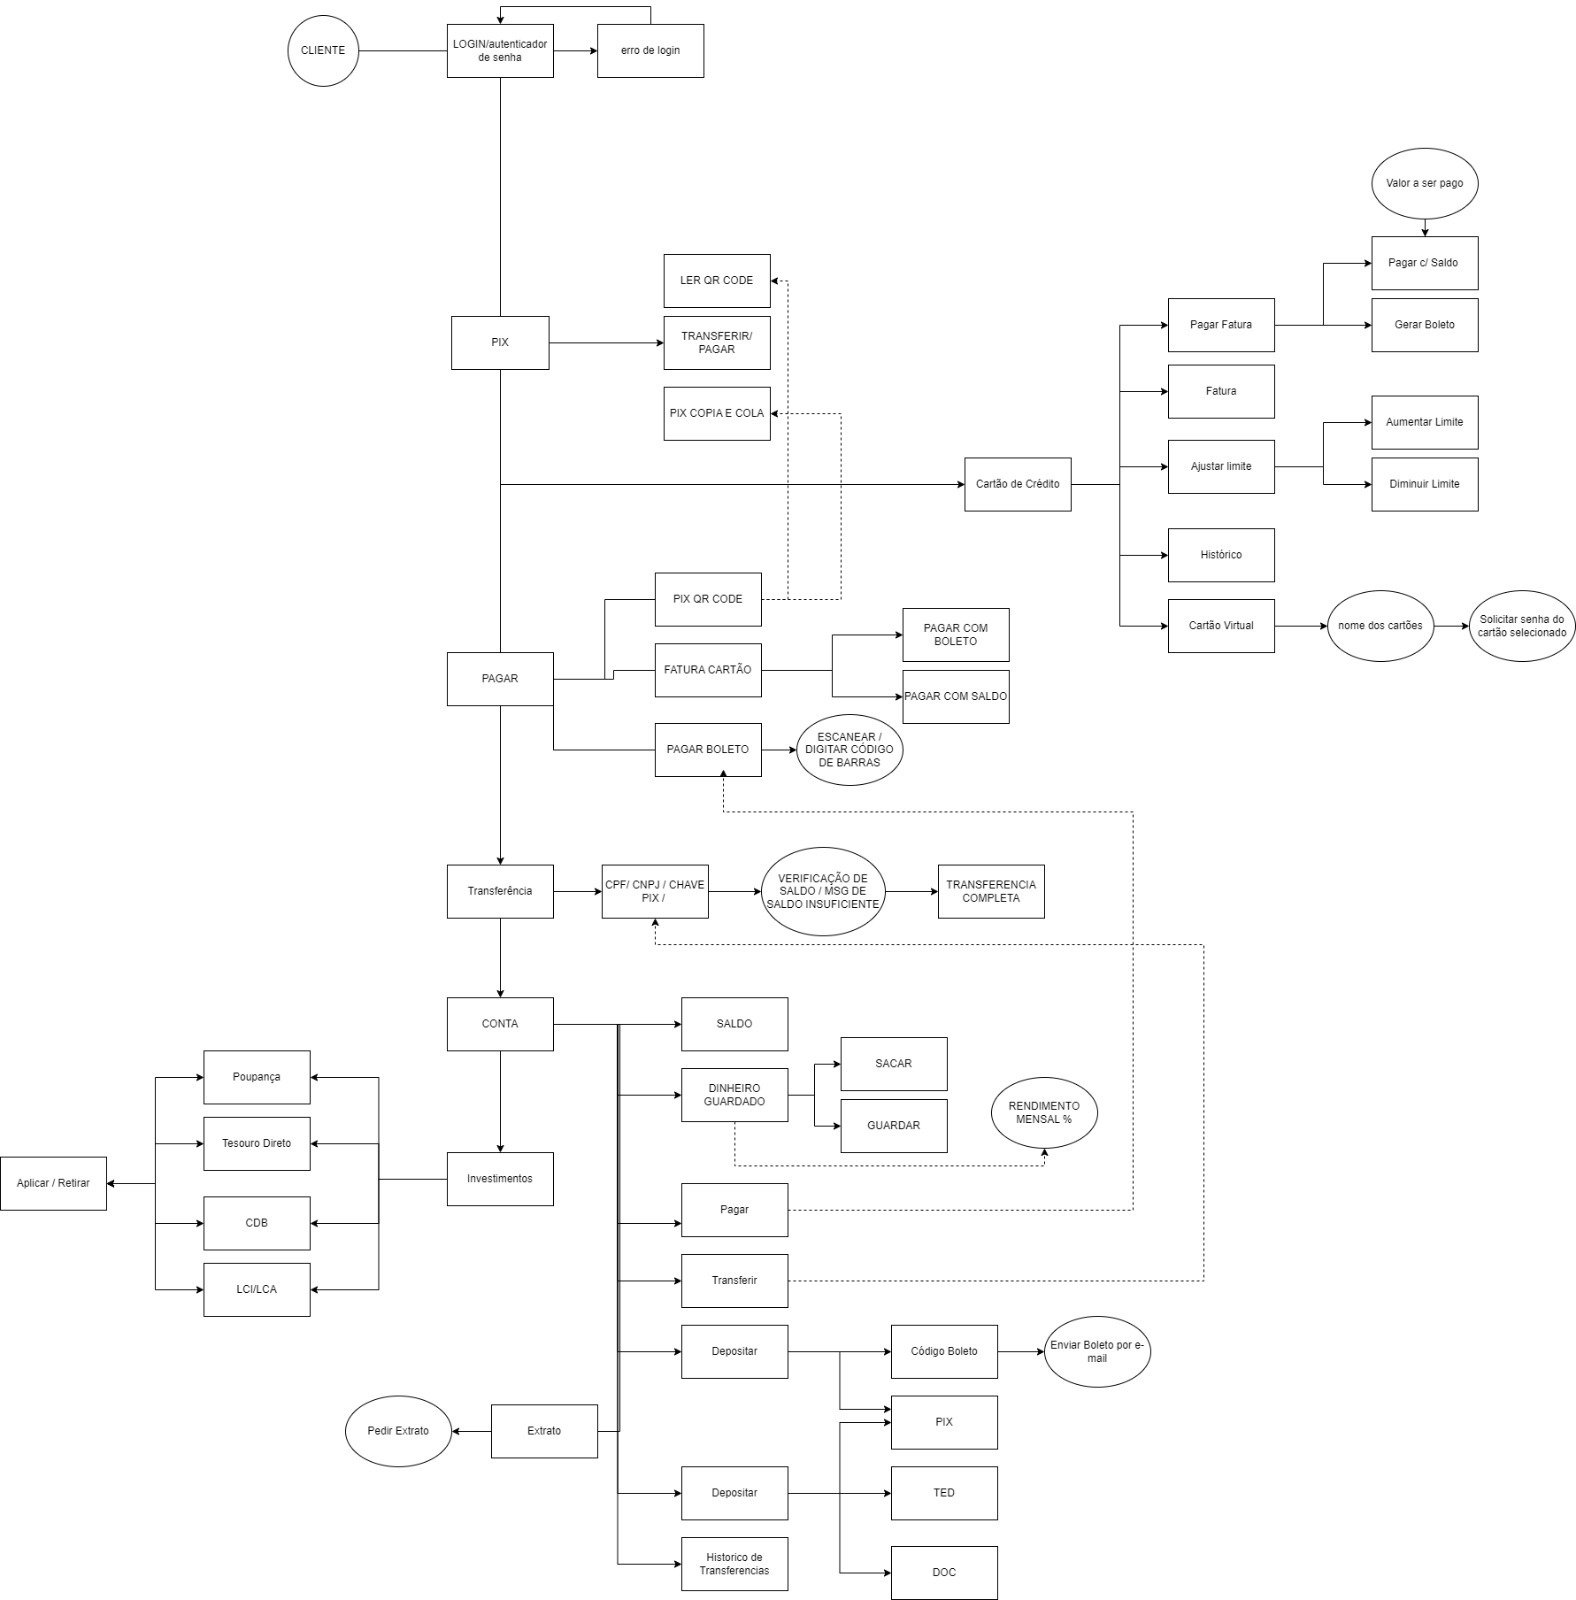 CLIENTE
LOGIN/autenticador
de senha
erro de login
Valor a ser pago
Pagar c/ Saldo
LER QR CODE
Pagar Fatura
Gerar Boleto
PIX
TRANSFERIR/
PAGAR
Fatura
PIX COPIA E COLA
Aumentar Limite
Ajustar limite
Cartão de Crédito
Diminuir Limite
Histórico
PIX QR CODE
Cartão Virtual
nome dos cartões
Solicitar senha do
cartão selecionado
PAGAR COM
BOLETO
PAGAR
FATURA CARTÃO
PAGAR COM SALDO
PAGAR BOLETO
ESCANEAR /
DIGITAR CÓDIGO
DE BARRAS
Transferência
CPF/ CNPJ / CHAVE
PIX /
VERIFICAÇÃO DE
SALDO / MSG DE
SALDO INSUFICIENTE
TRANSFERENCIA
COMPLETA
CONTA
SALDO
SACAR
Poupança
DINHEIRO
GUARDADO
RENDIMENTO
MENSAL %
GUARDAR
Tesouro Direto
Aplicar / Retirar
Investimentos
Pagar
CDB
Transferir
LCI/LCA
Depositar
Código Boleto
Enviar Boleto por e-
mail
Pedir Extrato
Extrato
PIX
Depositar
TED
Historico de
Transferencias
DOC